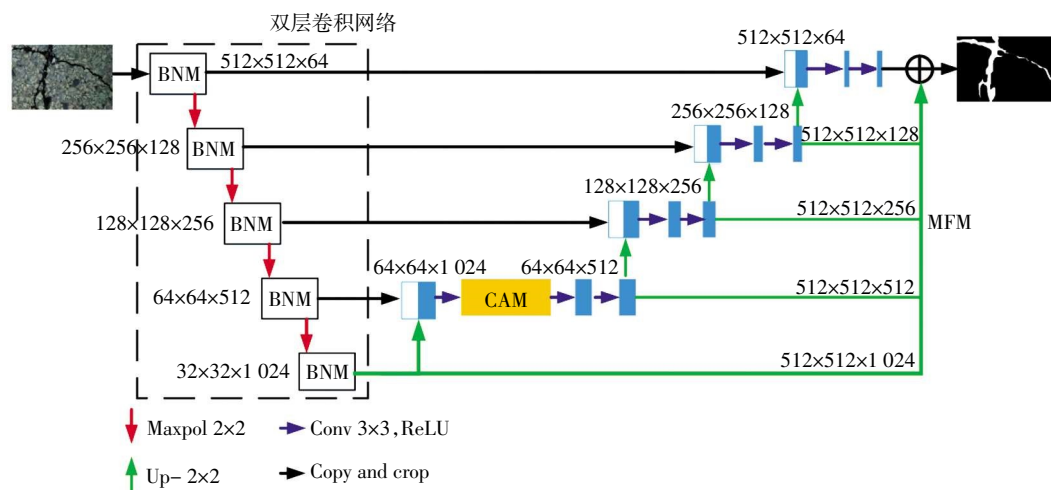 双层卷积网络
BNM
512×512×64
512×512×64
256×256×128
BNM
256×256×128
512×512×128
128×128×256
BNM
128×128×256
512×512×256
MFM
64×64×512
BNM
64×64×1 024
CAM
64×64×512
512×512×512
32×32×1 024
BNM
512×512×1 024
Maxpol 2×2
Conv 3×3,ReLU
Up- 2×2
Copy and crop